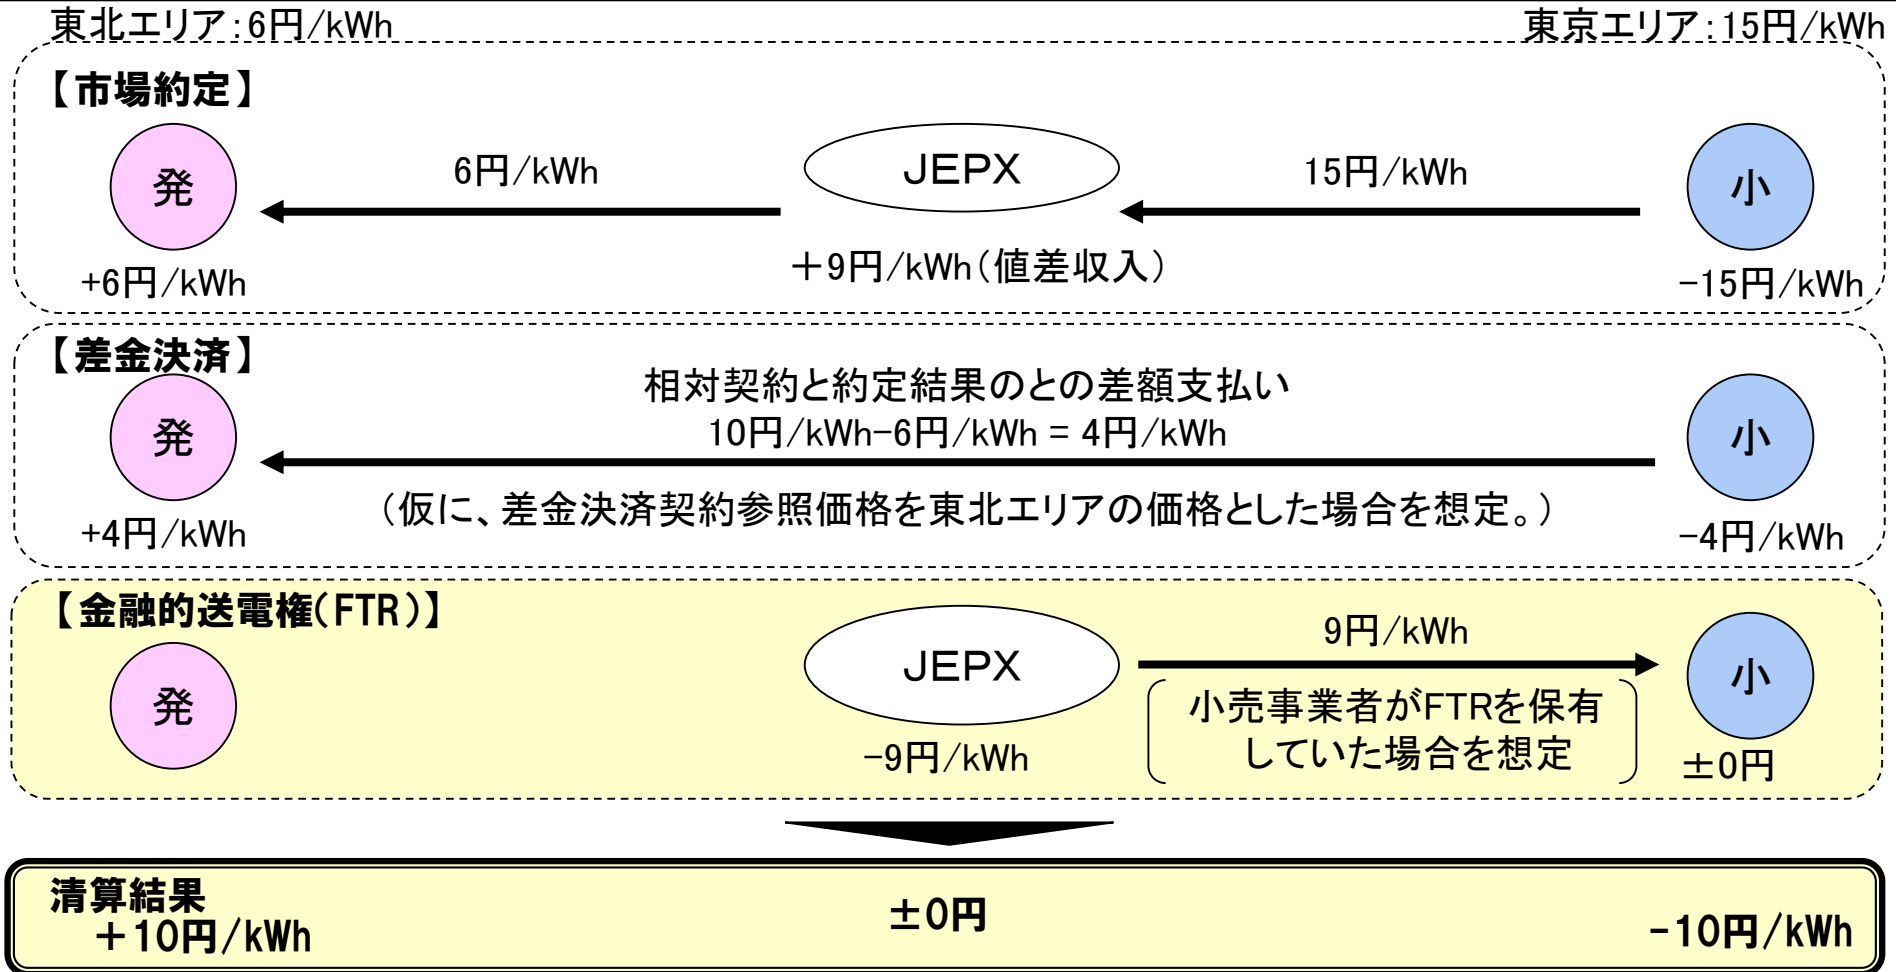 東北エリア:6円/kWh
東京エリア:15円/kWh
【市場約定】
発
6円/kWh
JEPX
15円/kWh
小
+6円/kWh
+9円/kWh(値差収入)
-15円/kWh
【差金決済】
発
相対契約と約定結果のとの差額支払い
10円/kWh-6円/kWh = 4円/kWh
小
(仮に、差金決済契約参照価格を東北エリアの価格とした場合を想定。)
+4円/kWh
-4円/kWh
【金融的送電権(FTR)】
発
JEPX
9円/kWh
小
小売事業者がFTRを保有
していた場合を想定
-9円/kWh
±0円
清算結果
+10円/kWh
±0円
-10円/kWh